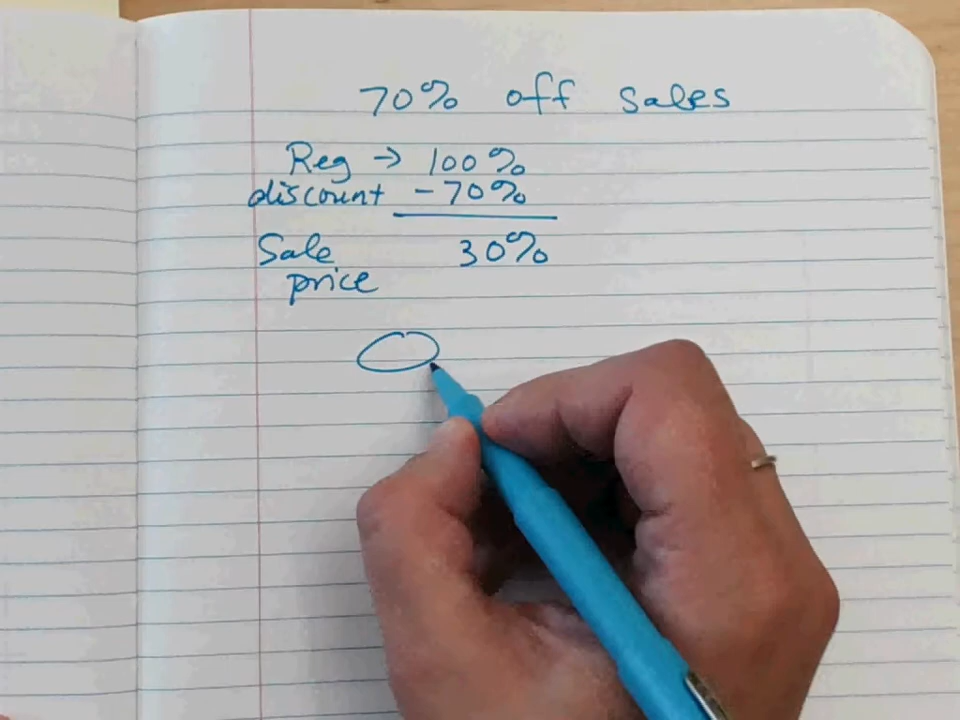 70% off sales
Reg → 100%
discount - 70%
Sale 30%
price